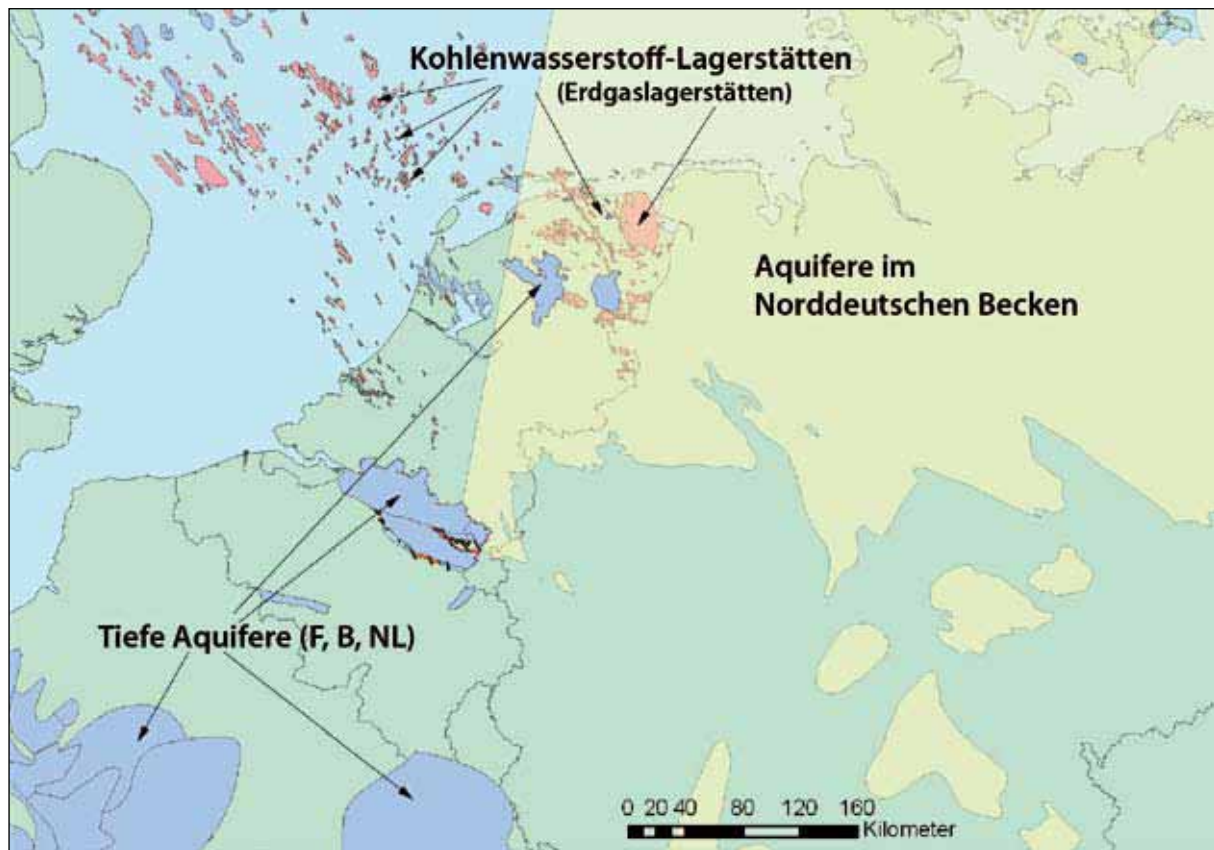 Kohlenwasserstoff-Lagerstätten
(Erdgaslagerstätten)
Aquifere im
Norddeutschen Becken
Tiefe Aquifere (F, B, NL)
0 20 40 80 120 160
Kilometer